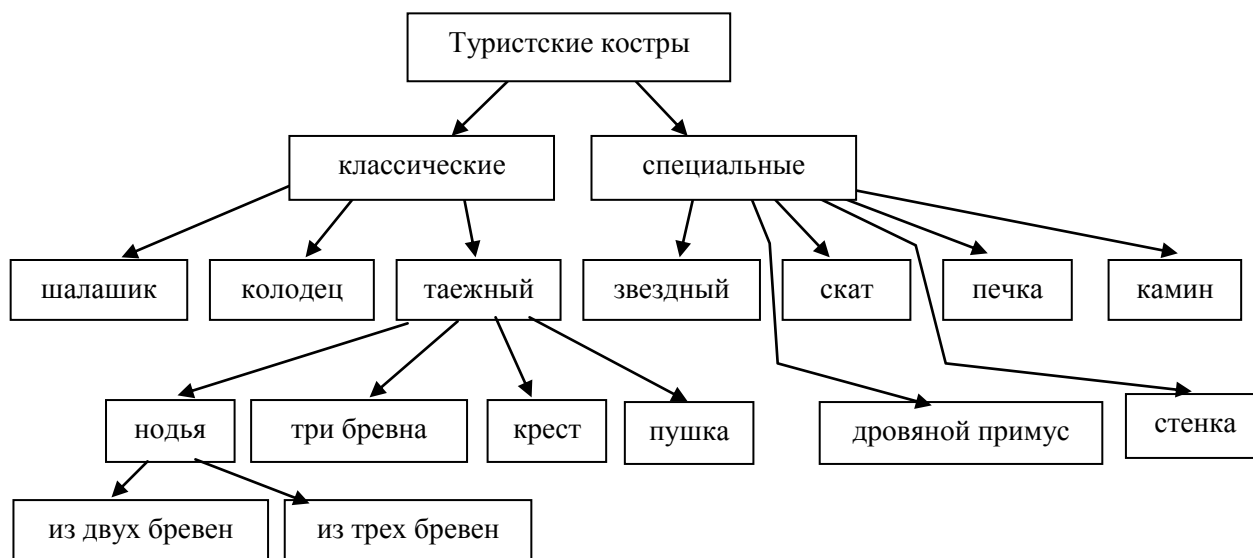 Туристские костры
классические
специальные
шалашик
колодец
таежный
звездный
скат
печка
камин
нодья
три бревна
крест
пушка
дровяной примус
стенка
из двух бревен
из трех бревен